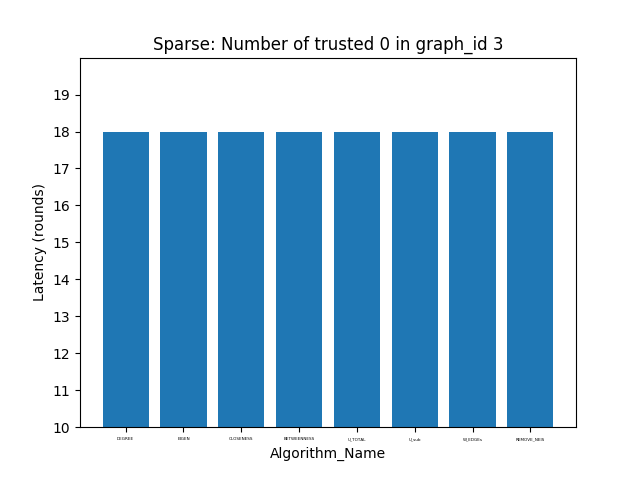 Sparse: Number of trusted 0 in graph_id 3
Latency (rounds)
19
18
17
16
15
14
13
12
11
10
DEGREE EIGEN CLOSENESS BETWEENNESS U_TOTAL U_sub W_EDGEs REMOVE_NEIS
Algorithm_Name